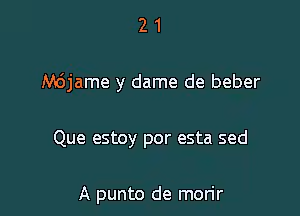 2 1
Mójame y dame de beber
Que estoy por esta sed
A punto de morir